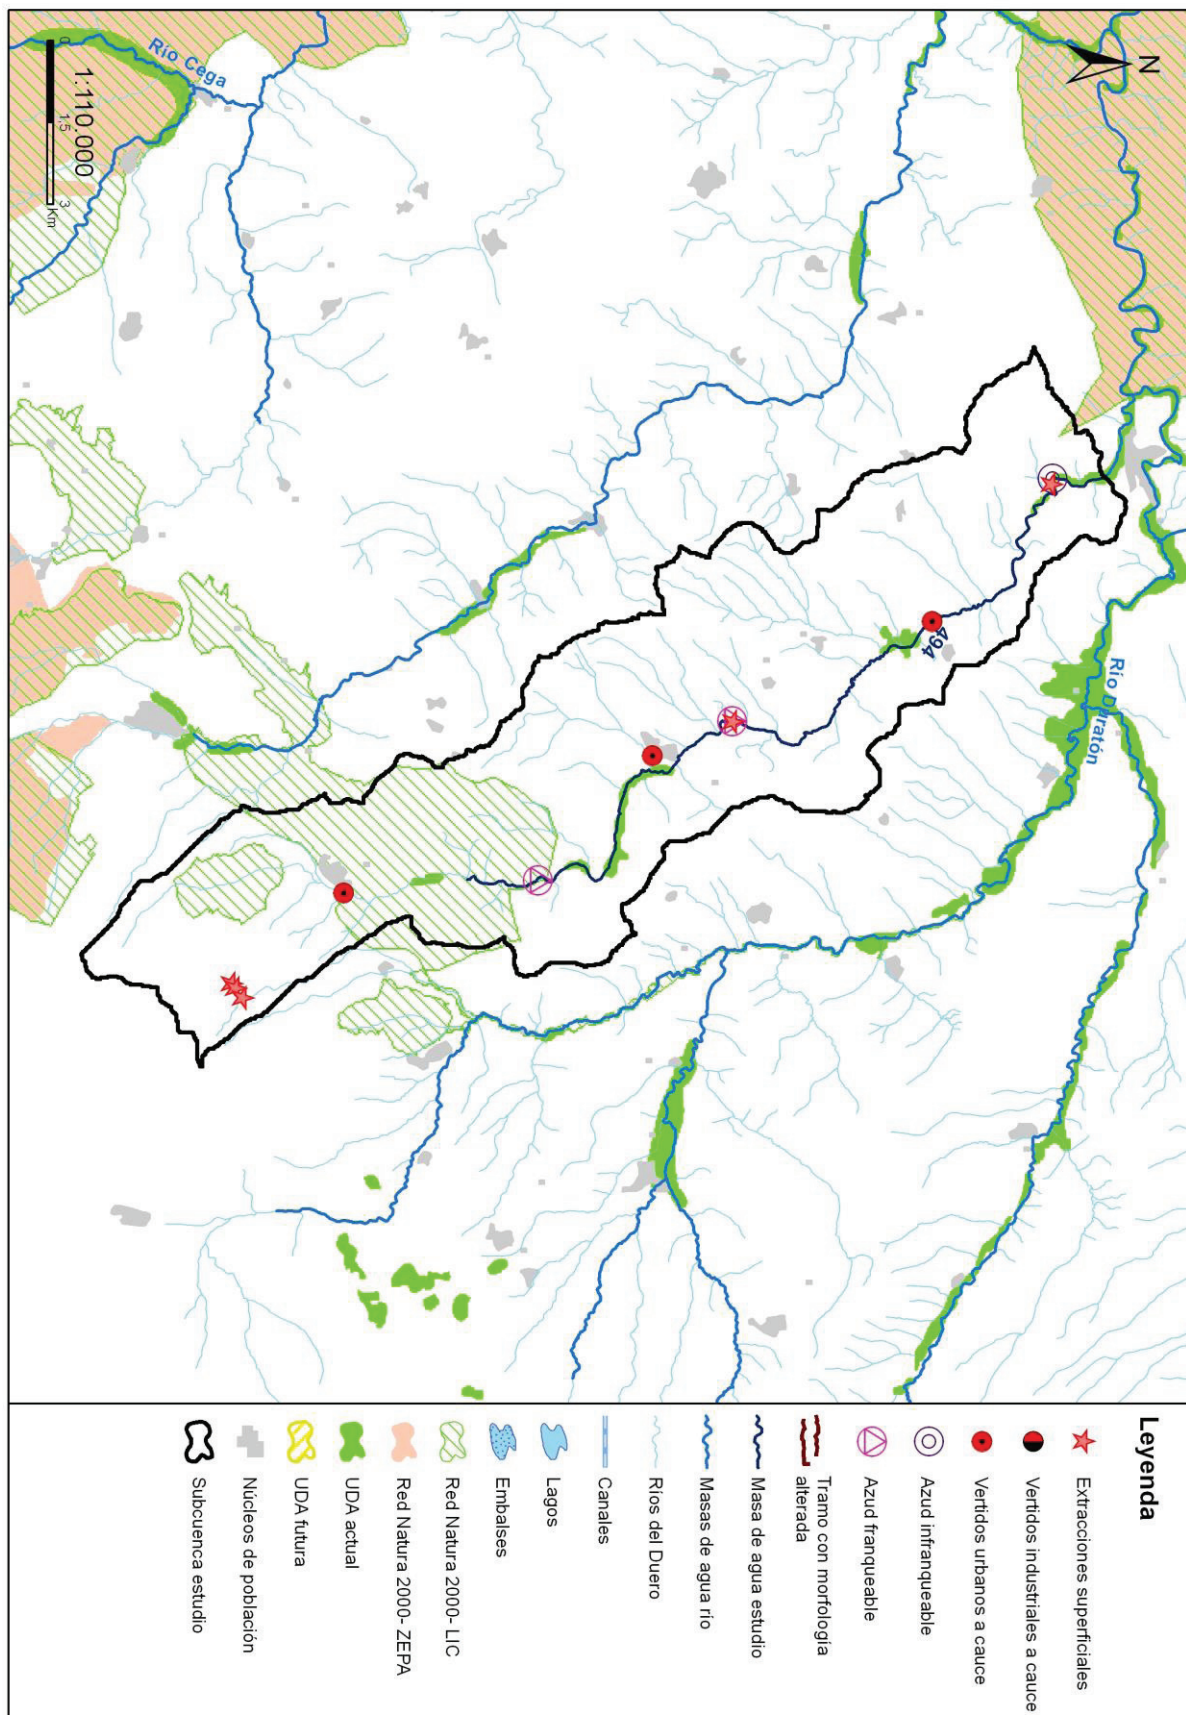 N
Río Cega
Río Duratón
494
1:110.000
0 1,5 3
Km
Leyenda
Extracciones superficiales
Vertidos industriales a cauce
Vertidos urbanos a cauce
Azud infranqueable
Azud franqueable
Tramo con morfología
alterada
Masa de agua estudio
Masas de agua río
Ríos del Duero
Canales
Lagos
Embalses
Red Natura 2000- LIC
Red Natura 2000- ZEPA
UDA actual
UDA futura
Núcleos de población
Subcuenca estudio